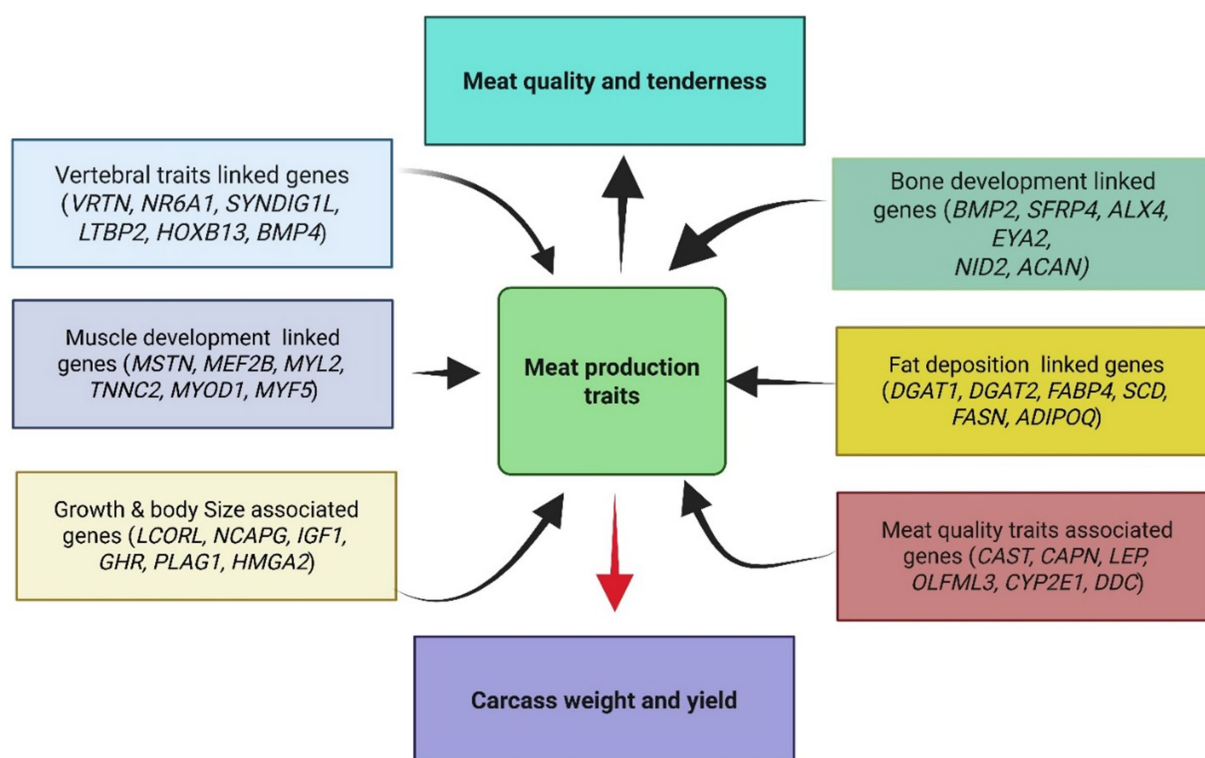 Meat quality and tenderness
Vertebral traits linked genes
(VRTN, NR6A1, SYNDIG1L,
LTBP2, HOXB13, BMP4)
Bone development linked
genes (BMP2, SFRP4, ALX4,
EYA2,
NID2, ACAN)
Muscle development linked
genes (MSTN, MEF2B, MYL2,
TNNC2, MYOD1, MYF5)
Meat production
traits
Fat deposition linked genes
(DGAT1, DGAT2, FABP4, SCD,
FASN, ADIPOQ)
Growth & body Size associated
genes (LCORL, NCAPG, IGF1,
GHR, PLAG1, HMGA2)
Meat quality traits associated
genes (CAST, CAPN, LEP,
OLFML3, CYP2E1, DDC)
Carcass weight and yield